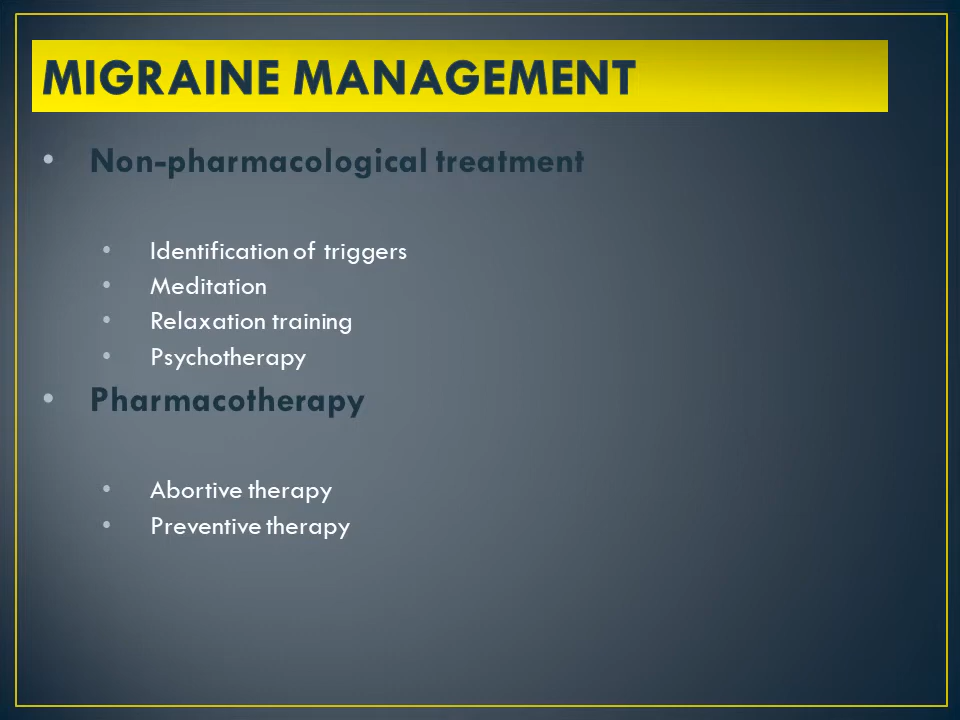 MIGRAINE MANAGEMENT
• Non-pharmacological treatment
• Identification of triggers
• Meditation
• Relaxation training
• Psychotherapy
• Pharmacotherapy
• Abortive therapy
• Preventive therapy